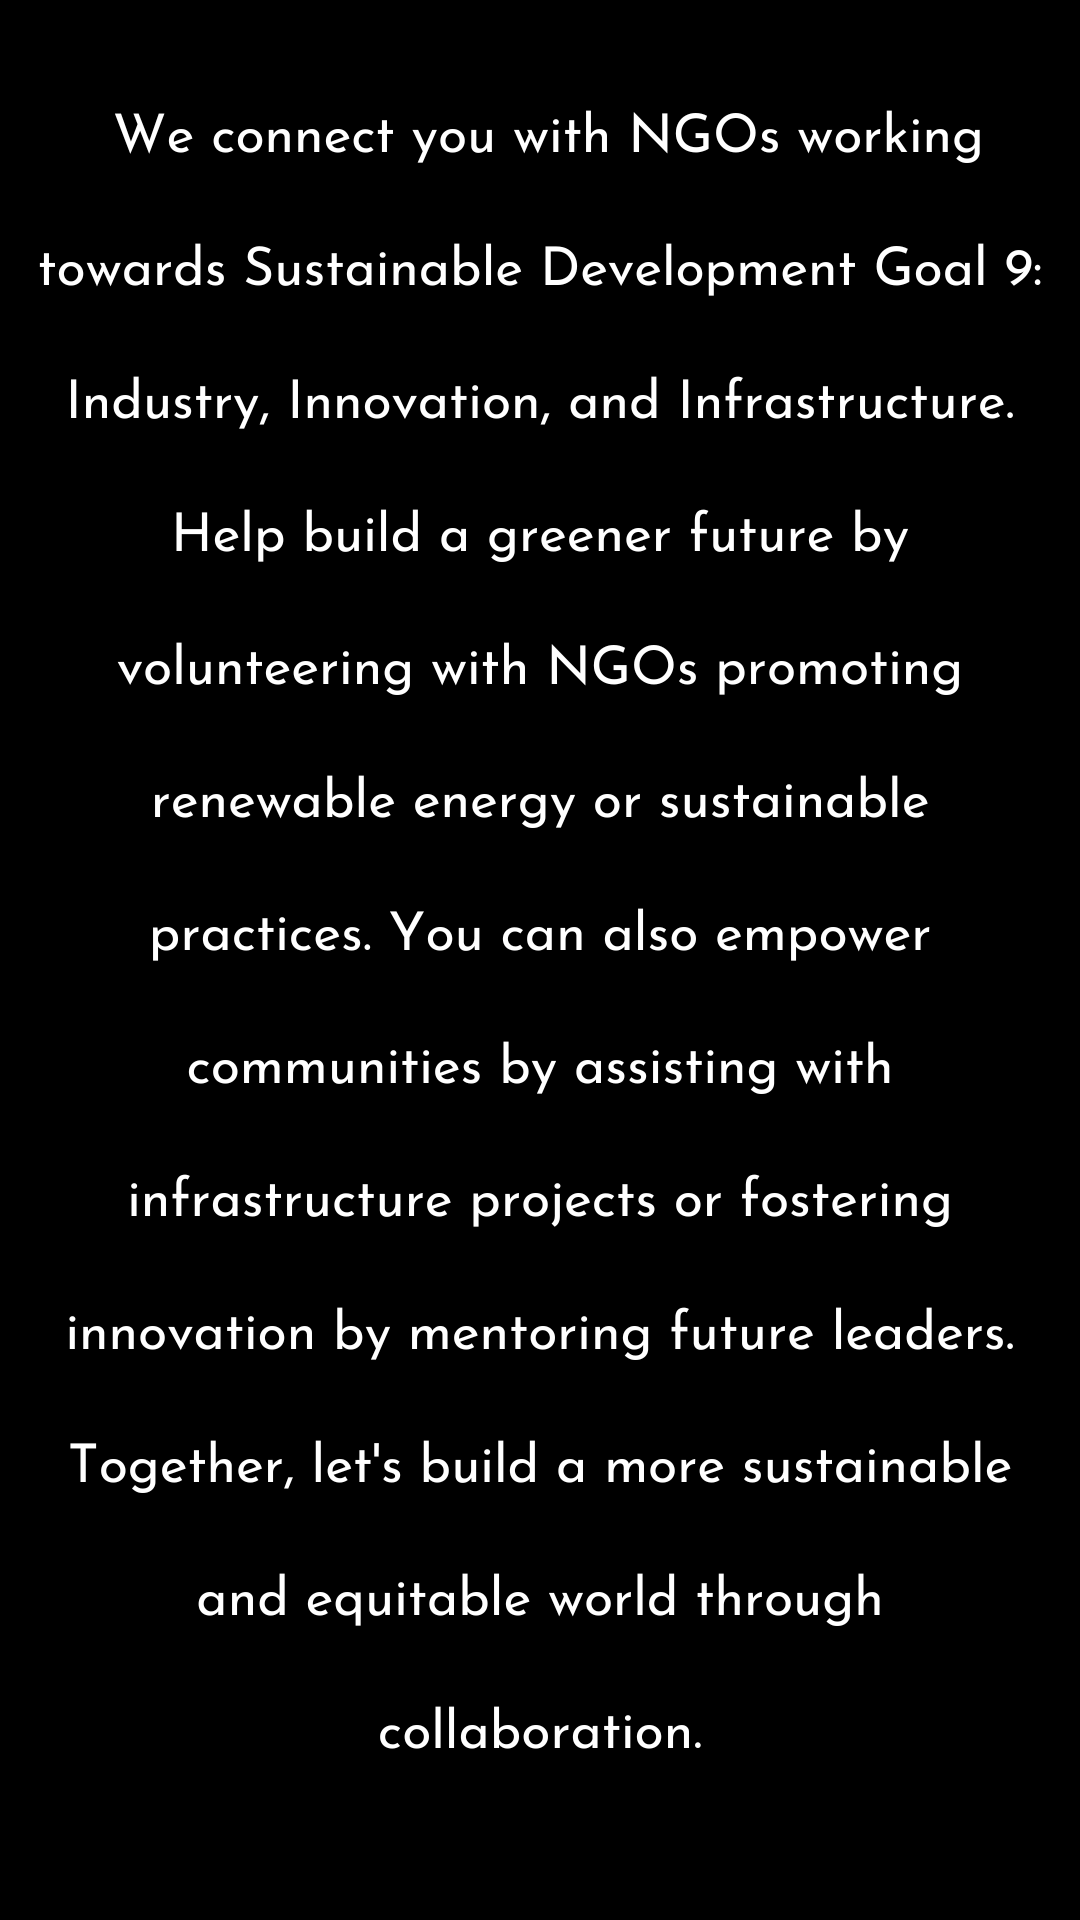 We connect you with NGOs working
towards Sustainable Development Goal 9:
Industry, Innovation, and Infrastructure.
Help build a greener future by
volunteering with NGOs promoting
renewable energy or sustainable
practices. You can also empower
communities by assisting with
infrastructure projects or fostering
innovation by mentoring future leaders.
Together, let's build a more sustainable
and equitable world through
collaboration.